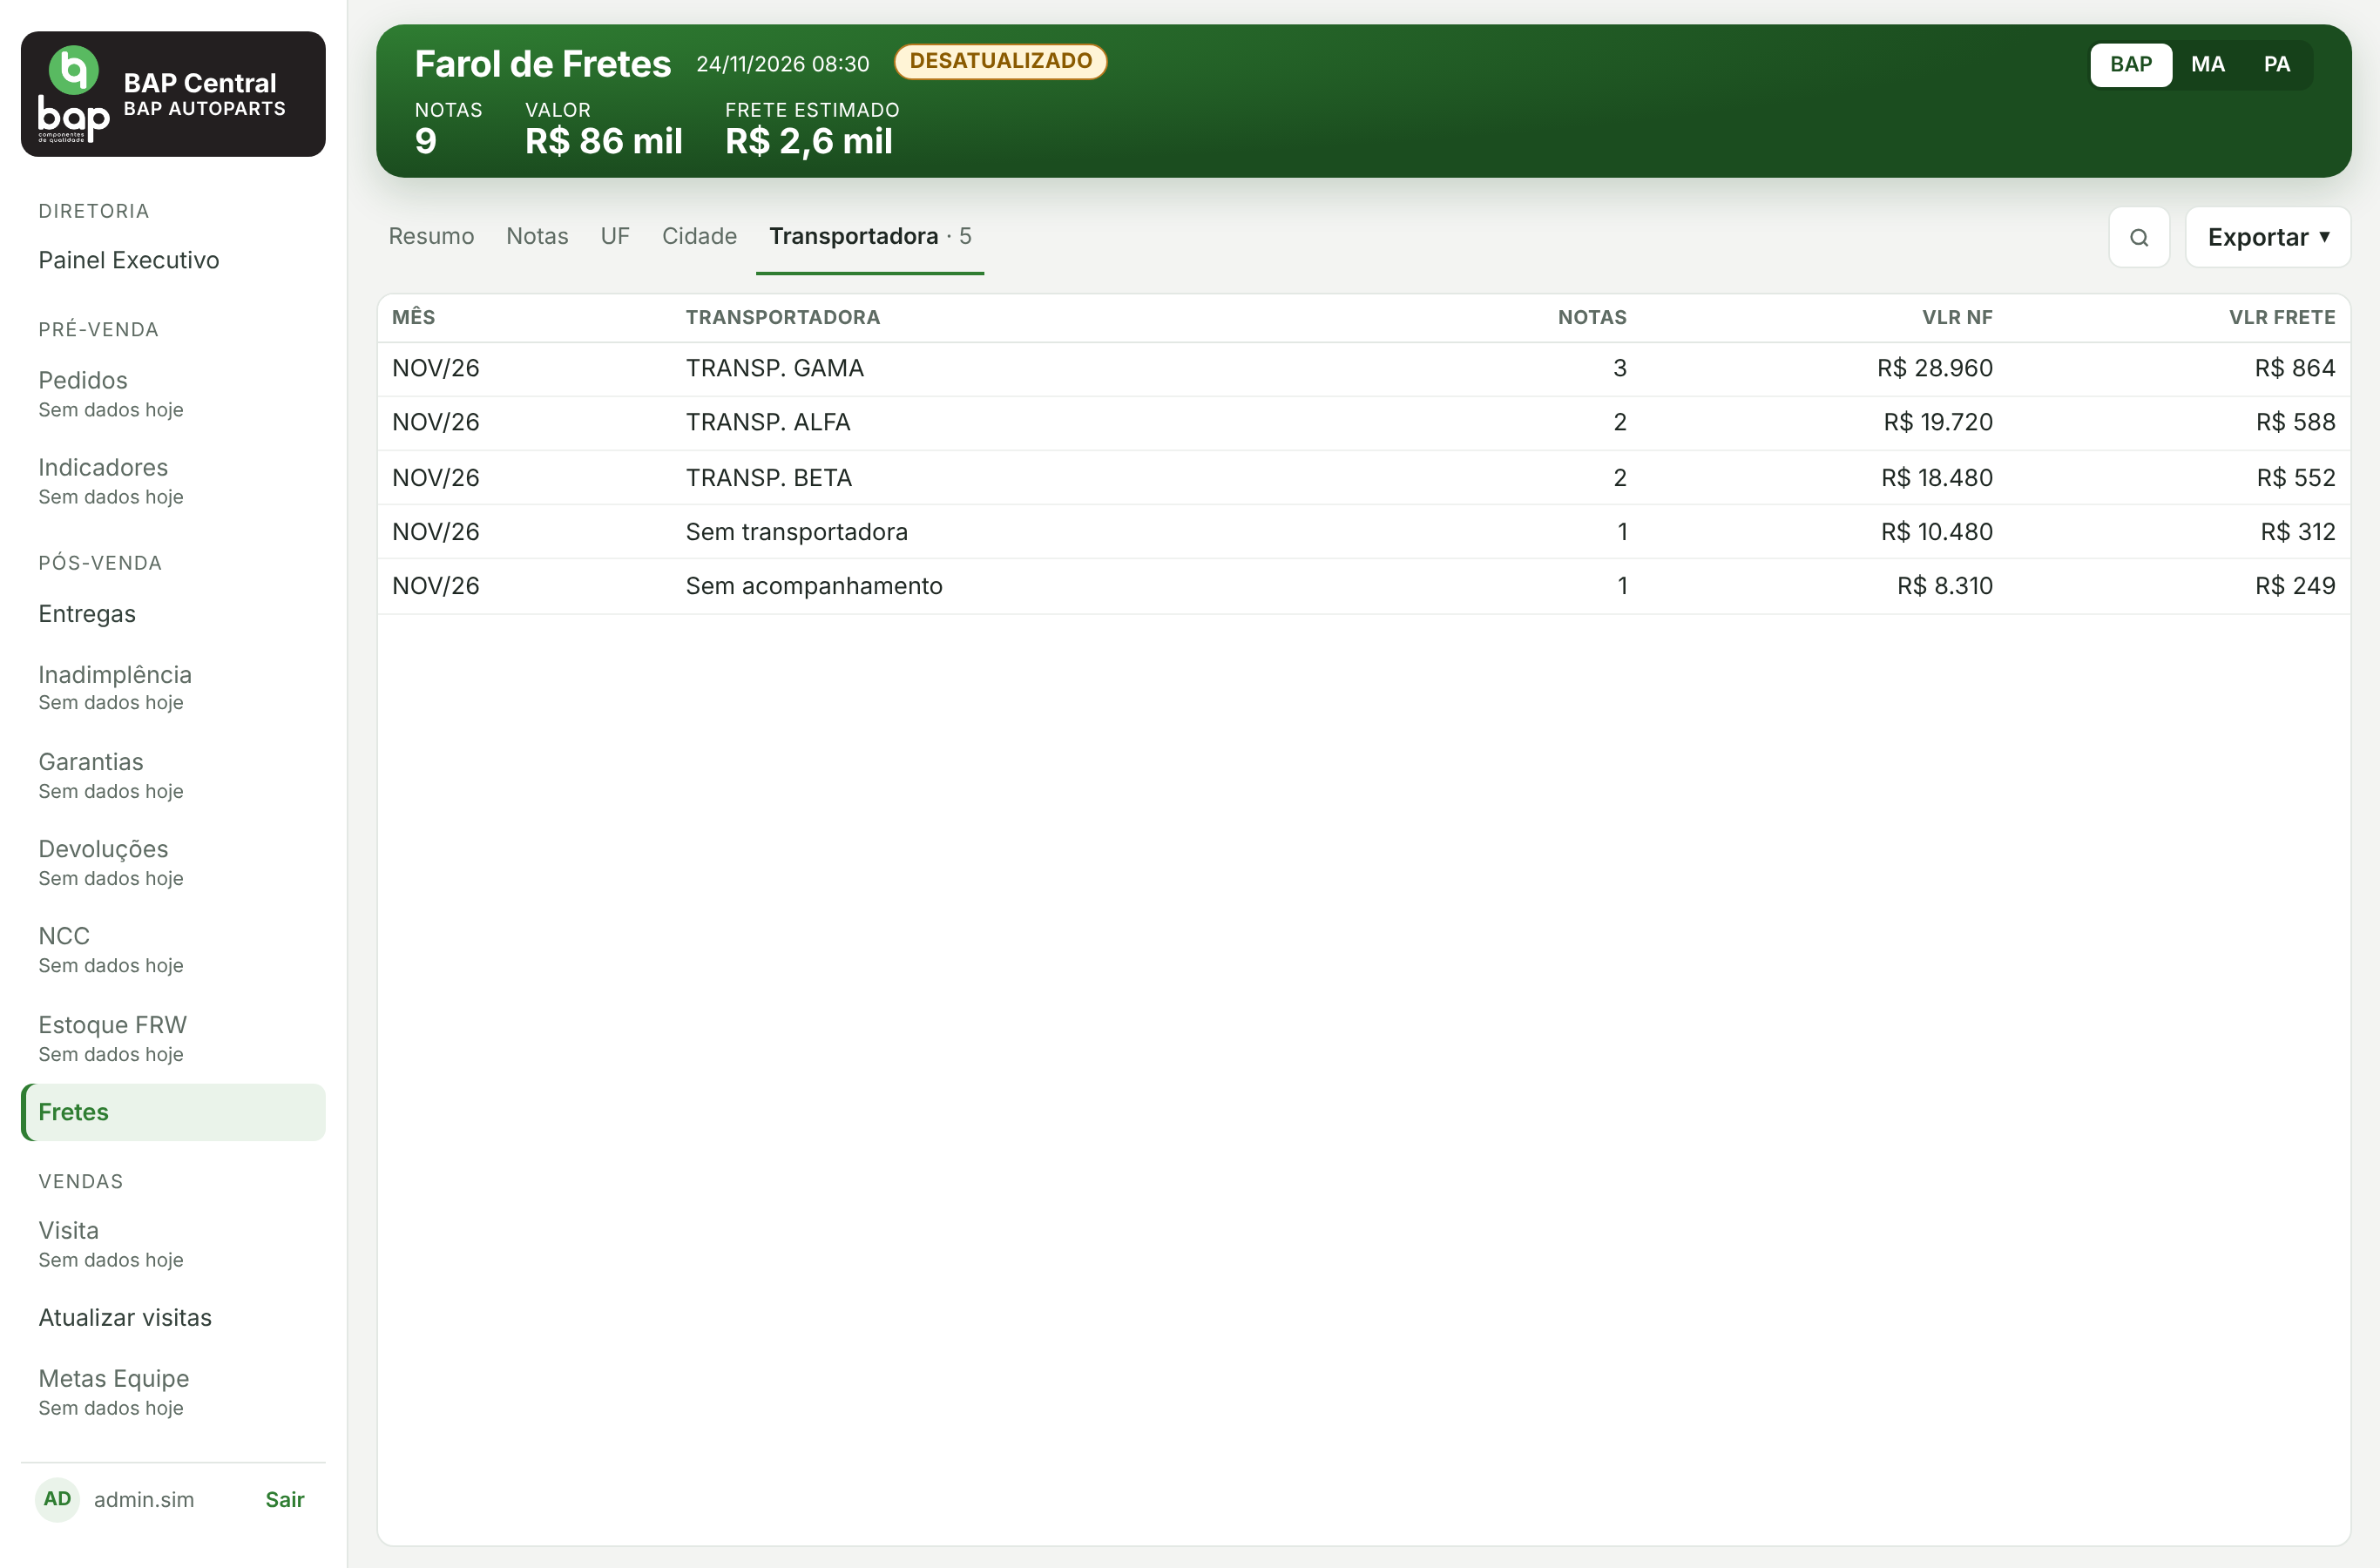 bap
componentes
de qualidade
BAP Central
BAP AUTOPARTS
DIRETORIA
Painel Executivo
PRÉ-VENDA
Pedidos
Sem dados hoje
Indicadores
Sem dados hoje
PÓS-VENDA
Entregas
Inadimplência
Sem dados hoje
Garantias
Sem dados hoje
Devoluções
Sem dados hoje
NCC
Sem dados hoje
Estoque FRW
Sem dados hoje
Fretes
VENDAS
Visita
Sem dados hoje
Atualizar visitas
Metas Equipe
Sem dados hoje
AD admin.sim Sair
Farol de Fretes 24/11/2026 08:30 DESATUALIZADO
BAP MA PA
NOTAS VALOR FRETE ESTIMADO
9 R$ 86 mil R$ 2,6 mil
Resumo Notas UF Cidade Transportadora · 5
Exportar ▾
MÊS TRANSPORTADORA NOTAS VLR NF VLR FRETE
NOV/26 TRANSP. GAMA 3 R$ 28.960 R$ 864
NOV/26 TRANSP. ALFA 2 R$ 19.720 R$ 588
NOV/26 TRANSP. BETA 2 R$ 18.480 R$ 552
NOV/26 Sem transportadora 1 R$ 10.480 R$ 312
NOV/26 Sem acompanhamento 1 R$ 8.310 R$ 249